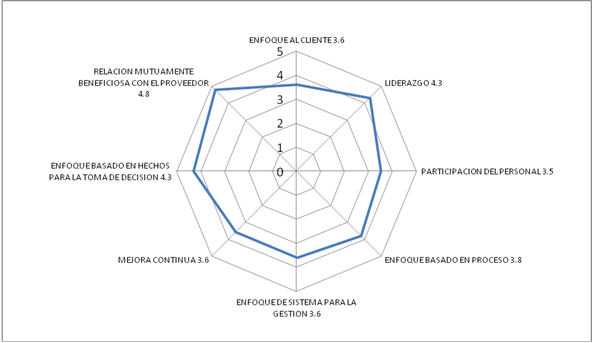 ENFOQUE AL CLIENTE 3.6
5
4
3
2
1
0
LIDERAZGO 4.3
PARTICIPACION DEL PERSONAL 3.5
ENFOQUE BASADO EN PROCESO 3.8
ENFOQUE DE SISTEMA PARA LA
GESTION 3.6
MEJORA CONTINUA 3.6
ENFOQUE BASADO EN HECHOS
PARA LA TOMA DE DECISION 4.3
RELACION MUTUAMENTE
BENEFICIOSA CON EL PROVEEDOR
4.8